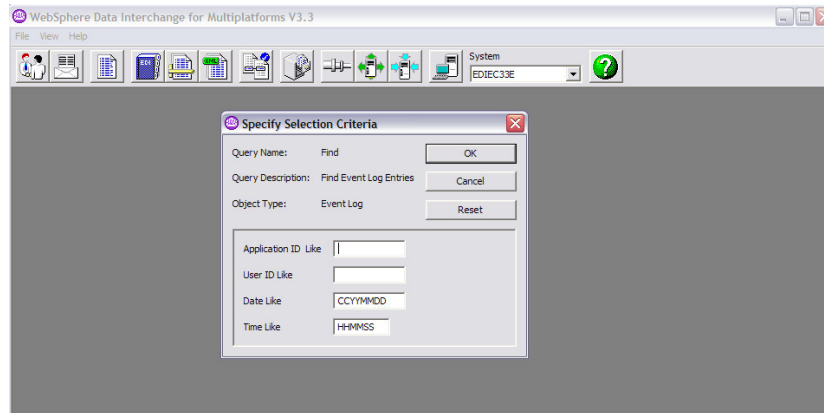 WebSphere Data Interchange for Multiplatforms V3.3
File View Help
System
EDIEC33E
Specify Selection Criteria
Query Name: Find
OK
Query Description: Find Event Log Entries
Cancel
Object Type: Event Log
Reset
Application ID Like
User ID Like
Date Like CCYYMMDD
Time Like HHMMSS